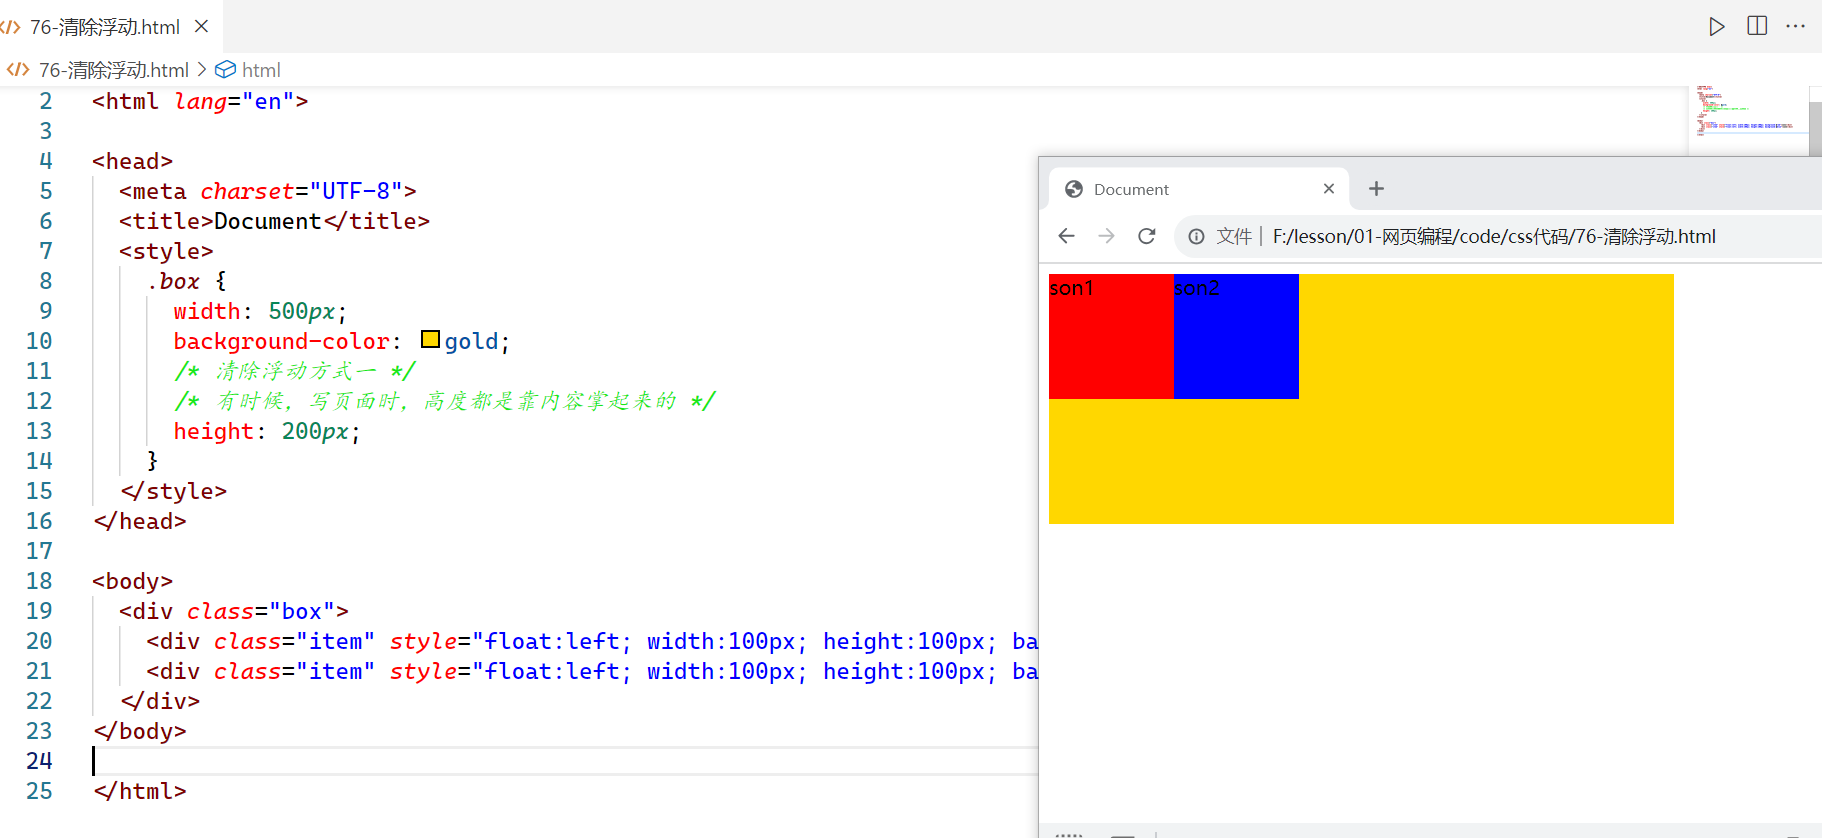 76-清除浮动.html
76-清除浮动.html > html
2 <html lang="en">
3
4 <head>
5 <meta charset="UTF-8">
6 <title>Document</title>
7 <style>
8 .box {
9 width: 500px;
10 background-color: gold;
11 /* 清除浮动方式一 */
12 /* 有时候，写页面时，高度都是靠内容掌起来的 */
13 height: 200px;
14 }
15 </style>
16 </head>
17
18 <body>
19 <div class="box">
20 <div class="item" style="float:left; width:100px; height:100px; ba
21 <div class="item" style="float:left; width:100px; height:100px; ba
22 </div>
23 </body>
24
25 </html>
Document
文件 | F:/lesson/01-网页编程/code/css代码/76-清除浮动.html
son1 son2